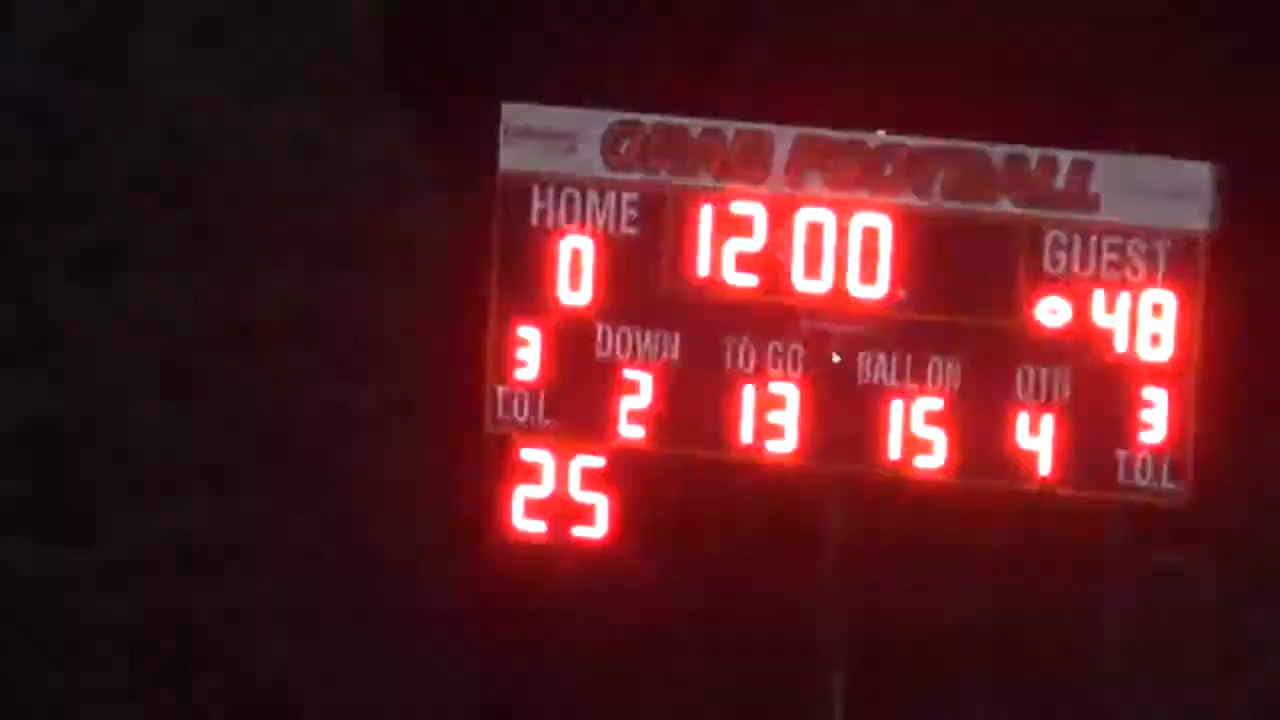 FOOTBALL
HOME
12 00
GUEST
0
48
3
DOWN
TO GO
BALL ON
QTR
3
T.O.L.
2
13
15
4
T.O.L.
25